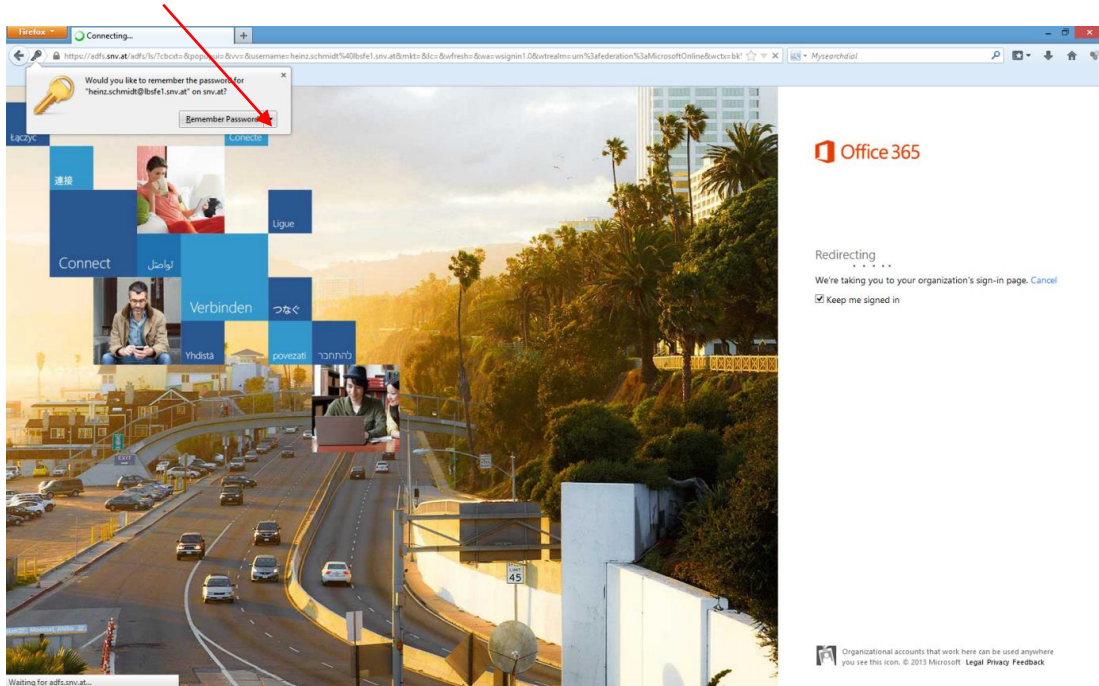 Firefox
Connecting...
https://adfs.snv.at/adfs/ls/?cbcxt=&popupui=&vv=&username=heinz.schmidt%40lbsfe1.snv.at&mkt=&lc=&wfresh=&wa=wsignin1.0&wtrealm=urn%3afederation%3aMicrosoftOnline&wctx=bk
Mysearchdial
Would you like to remember the password for
"heinz.schmidt@lbsfe1.snv.at" on snv.at?
Remember Password
Łączyć
Conecte
連接
Ligue
Connect
تواصل
Verbinden
つなぐ
Yhdistä
povezati
להתחבר
Office 365
Redirecting
We're taking you to your organization's sign-in page. Cancel
Keep me signed in
EXIT
LIMIT
45
Organizational accounts that work here can be used anywhere
you see this icon. © 2013 Microsoft Legal Privacy Feedback
Waiting for adfs.snv.at...